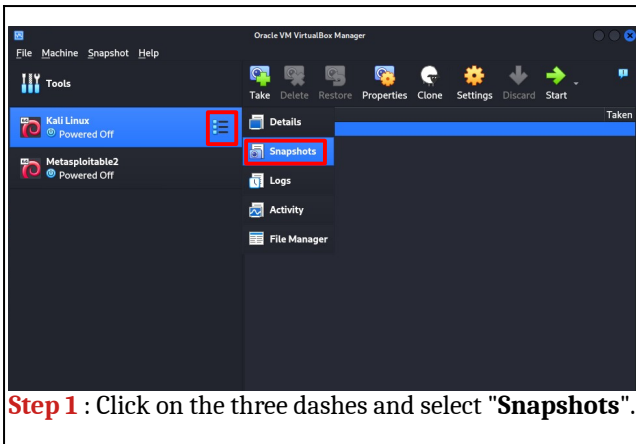 Oracle VM VirtualBox Manager
File Machine Snapshot Help
Tools
Take Delete Restore Properties Clone Settings Discard Start
Taken
Kali Linux
Powered Off
Metasploitable2
Powered Off
Details
Snapshots
Logs
Activity
File Manager
Step 1 : Click on the three dashes and select "Snapshots".